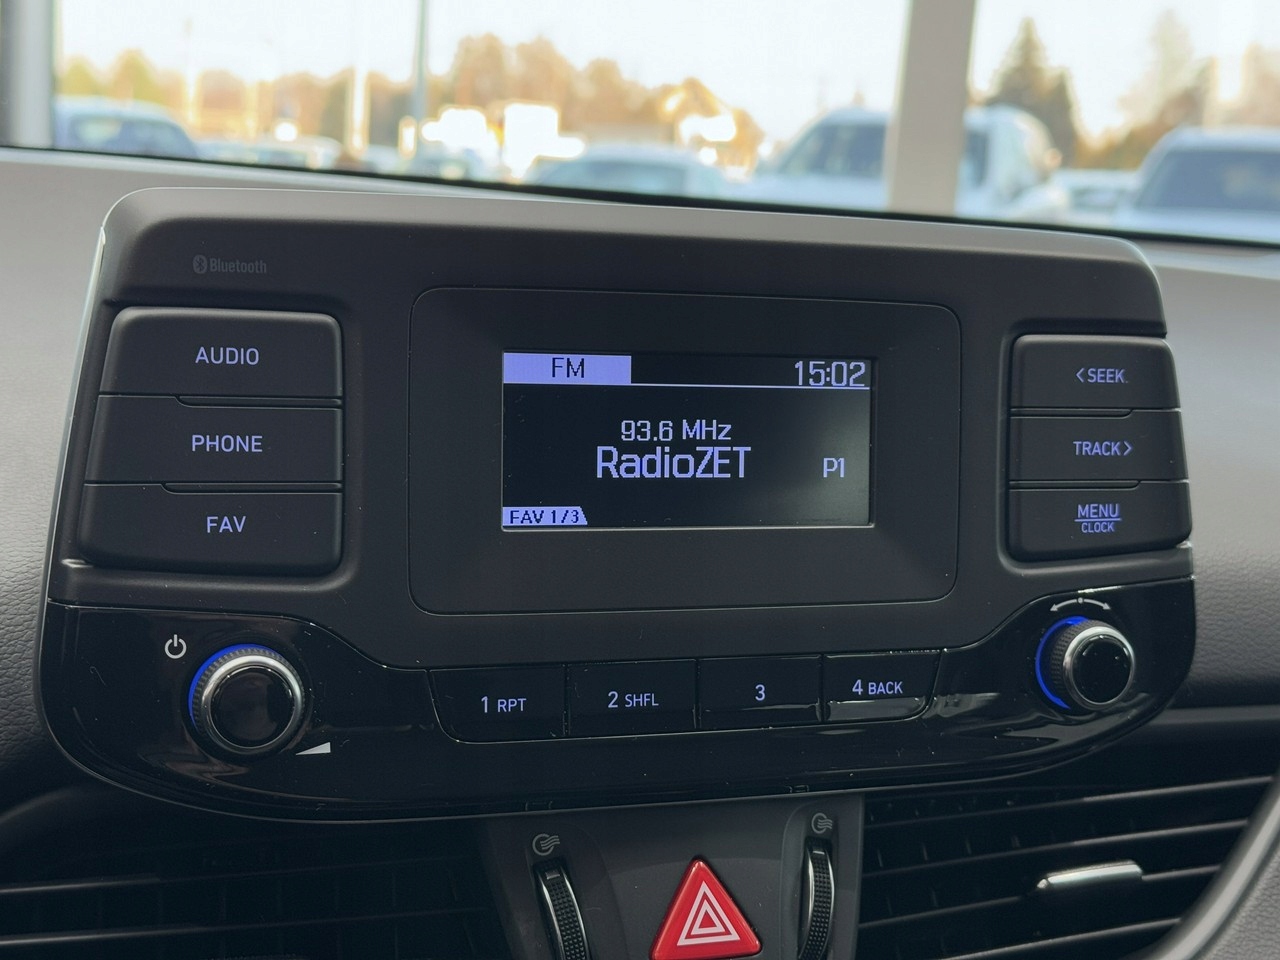 Bluetooth
AUDIO
PHONE
FAV
FM 15:02
93.6 MHz
RadioZET P1
FAV 1/3
<SEEK
TRACK>
MENU
CLOCK
1 RPT 2 SHFL 3 4 BACK